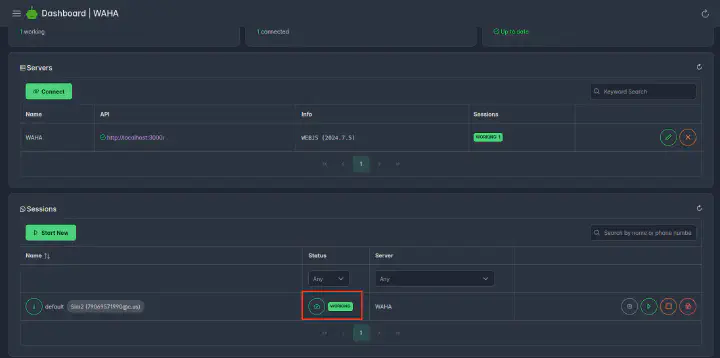 Dashboard | WAHA
1 working
1 connected
Up to date
Servers
Connect
Keyword Search
Name API Info Sessions
WAHA http://localhost:3000/ WEBJS (2024.7.5) WORKING 1
1
Sessions
Start New
Search by name or phone number
Name Status Server
Any Any
default WORKING WAHA
1